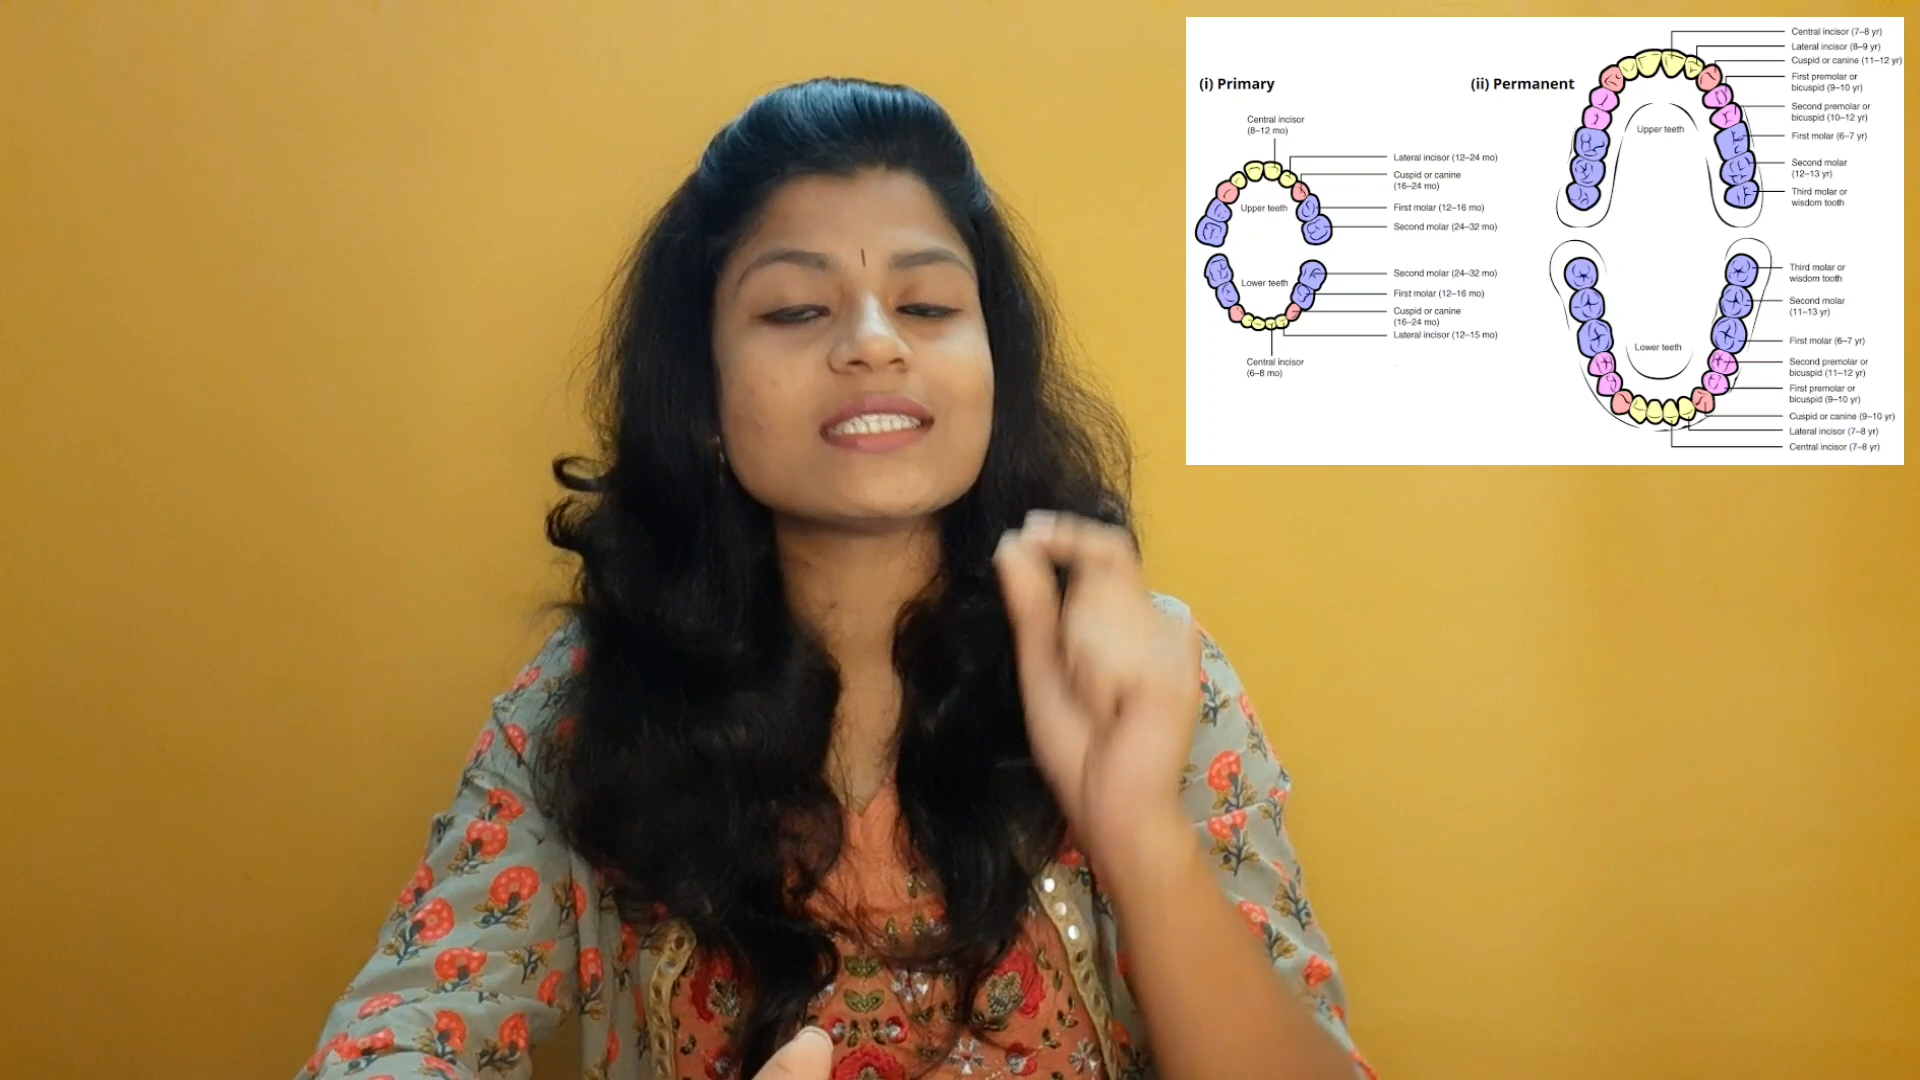 (i) Primary
Central incisor
(8–12 mo)
Lateral incisor (12–24 mo)
Cuspid or canine
(16–24 mo)
First molar (12–16 mo)
Second molar (24–32 mo)
Upper teeth
Lower teeth
Second molar (24–32 mo)
First molar (12–16 mo)
Cuspid or canine
(16–24 mo)
Lateral incisor (12–15 mo)
Central incisor
(6–8 mo)
(ii) Permanent
Central incisor (7–8 yr)
Lateral incisor (8–9 yr)
Cuspid or canine (11–12 yr)
First premolar or
bicuspid (9–10 yr)
Second premolar or
bicuspid (10–12 yr)
First molar (6–7 yr)
Second molar
(12–13 yr)
Third molar or
wisdom tooth
Upper teeth
Lower teeth
Third molar or
wisdom tooth
Second molar
(11–13 yr)
First molar (6–7 yr)
Second premolar or
bicuspid (11–12 yr)
First premolar or
bicuspid (9–10 yr)
Cuspid or canine (9–10 yr)
Lateral incisor (7–8 yr)
Central incisor (7–8 yr)